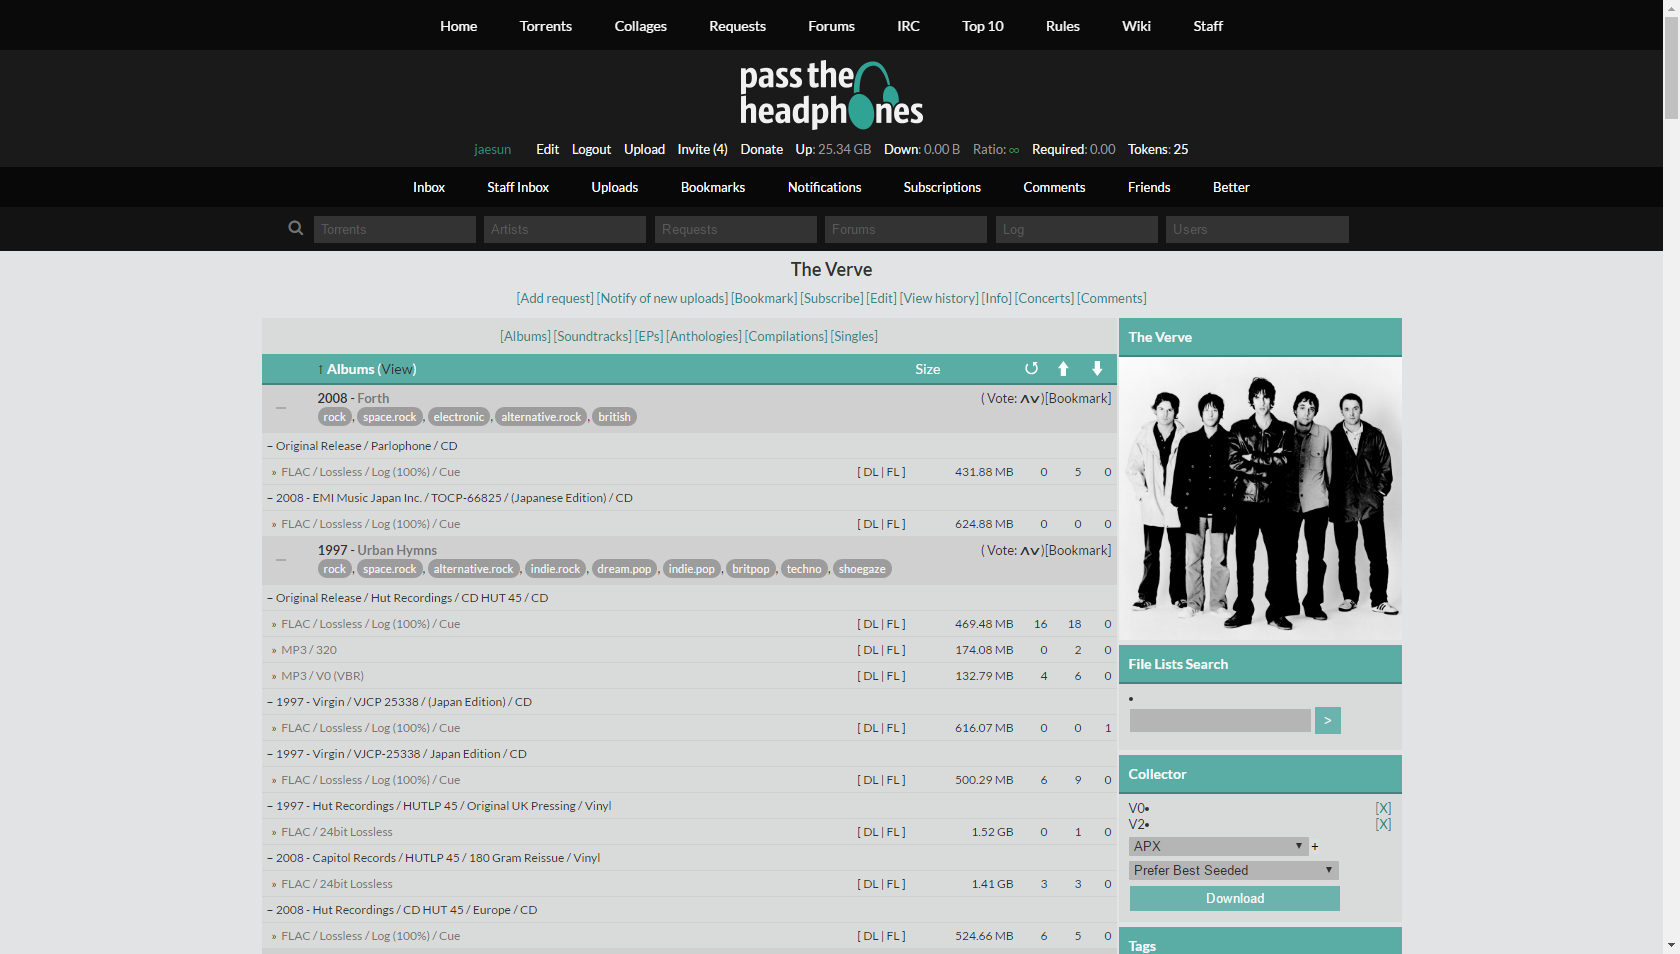 Home Torrents Collages Requests Forums IRC Top 10 Rules Wiki Staff
pass the
headphones
jaesun Edit Logout Upload Invite (4) Donate Up: 25.34 GB Down: 0.00 B Ratio: ∞ Required: 0.00 Tokens: 25
Inbox Staff Inbox Uploads Bookmarks Notifications Subscriptions Comments Friends Better
Torrents Artists Requests Forums Log Users
The Verve
[Add request] [Notify of new uploads] [Bookmark] [Subscribe] [Edit] [View history] [Info] [Concerts] [Comments]
[Albums] [Soundtracks] [EPs] [Anthologies] [Compilations] [Singles]
↑ Albums (View) Size
2008 - Forth (Vote: ∧∨)[Bookmark]
rock, space.rock, electronic, alternative.rock, british
– Original Release / Parlophone / CD
» FLAC / Lossless / Log (100%) / Cue [ DL | FL ] 431.88 MB 0 5 0
– 2008 - EMI Music Japan Inc. / TOCP-66825 / (Japanese Edition) / CD
» FLAC / Lossless / Log (100%) / Cue [ DL | FL ] 624.88 MB 0 0 0
1997 - Urban Hymns (Vote: ∧∨)[Bookmark]
rock, space.rock, alternative.rock, indie.rock, dream.pop, indie.pop, britpop, techno, shoegaze
– Original Release / Hut Recordings / CD HUT 45 / CD
» FLAC / Lossless / Log (100%) / Cue [ DL | FL ] 469.48 MB 16 18 0
» MP3 / 320 [ DL | FL ] 174.08 MB 0 2 0
» MP3 / V0 (VBR) [ DL | FL ] 132.79 MB 4 6 0
– 1997 - Virgin / VJCP 25338 / (Japan Edition) / CD
» FLAC / Lossless / Log (100%) / Cue [ DL | FL ] 616.07 MB 0 0 1
– 1997 - Virgin / VJCP-25338 / Japan Edition / CD
» FLAC / Lossless / Log (100%) / Cue [ DL | FL ] 500.29 MB 6 9 0
– 1997 - Hut Recordings / HUTLP 45 / Original UK Pressing / Vinyl
» FLAC / 24bit Lossless [ DL | FL ] 1.52 GB 0 1 0
– 2008 - Capitol Records / HUTLP 45 / 180 Gram Reissue / Vinyl
» FLAC / 24bit Lossless [ DL | FL ] 1.41 GB 3 3 0
– 2008 - Hut Recordings / CD HUT 45 / Europe / CD
» FLAC / Lossless / Log (100%) / Cue [ DL | FL ] 524.66 MB 6 5 0
The Verve
File Lists Search
•
>
Collector
V0• [X]
V2• [X]
APX +
Prefer Best Seeded
Download
Tags